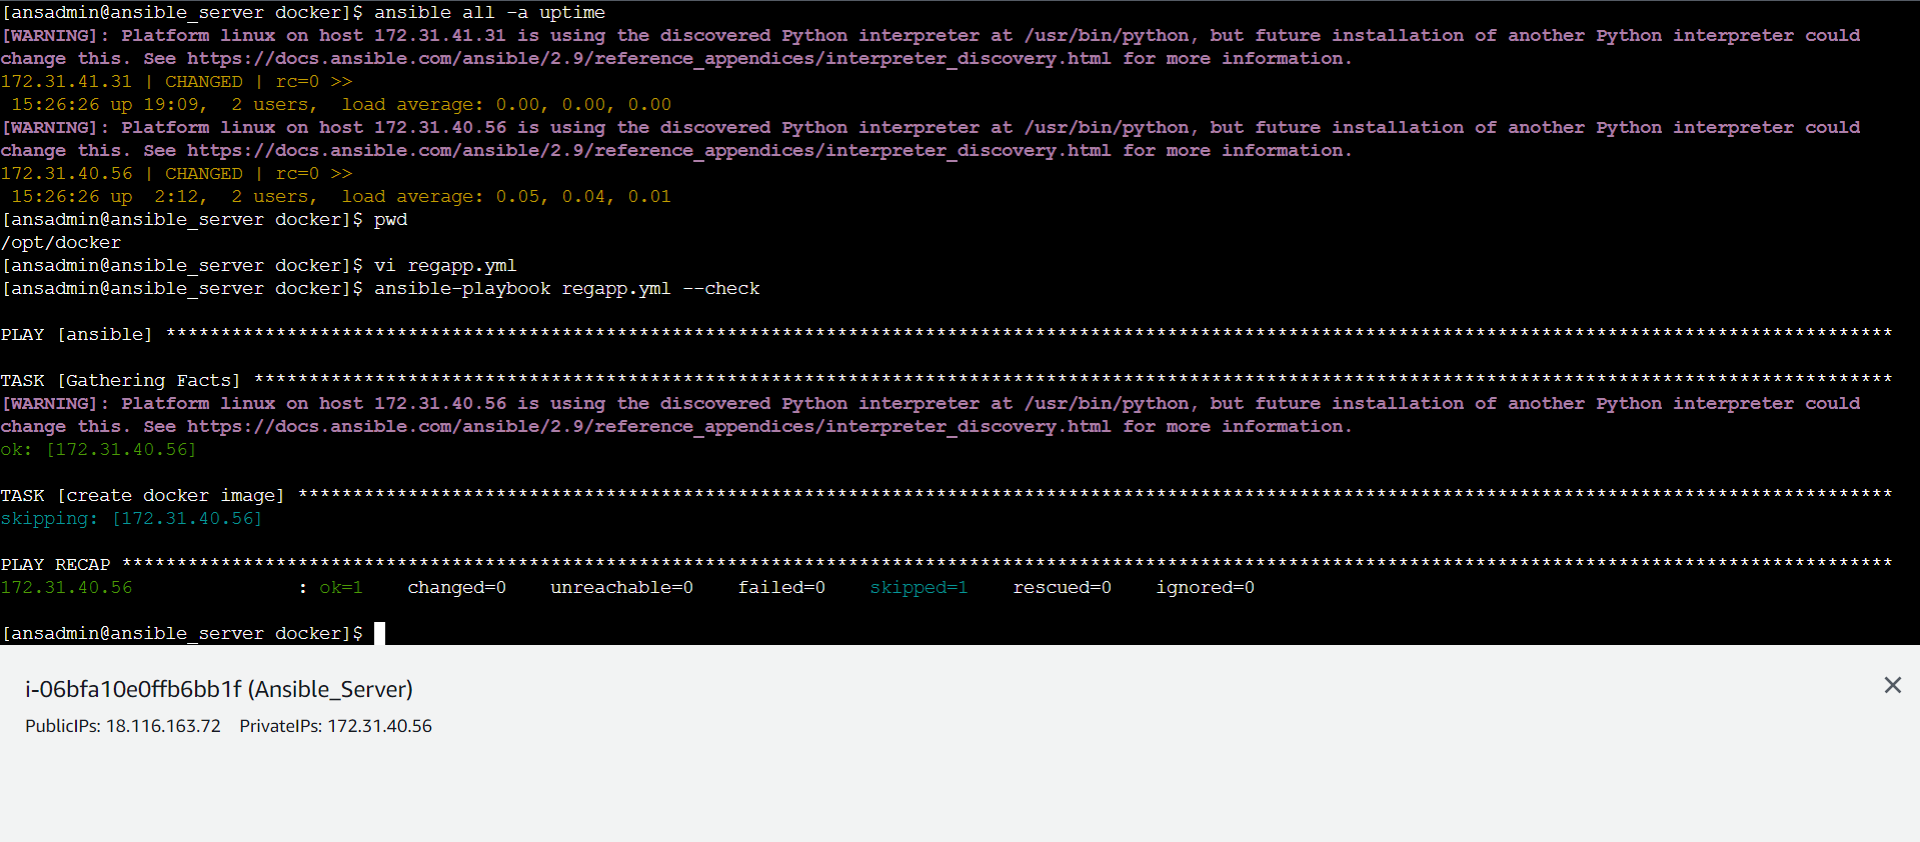 [ansadmin@ansible_server docker]$ ansible all -a uptime
[WARNING]: Platform linux on host 172.31.41.31 is using the discovered Python interpreter at /usr/bin/python, but future installation of another Python interpreter could
change this. See https://docs.ansible.com/ansible/2.9/reference_appendices/interpreter_discovery.html for more information.
172.31.41.31 | CHANGED | rc=0 >>
 15:26:26 up 19:09,  2 users,  load average: 0.00, 0.00, 0.00
[WARNING]: Platform linux on host 172.31.40.56 is using the discovered Python interpreter at /usr/bin/python, but future installation of another Python interpreter could
change this. See https://docs.ansible.com/ansible/2.9/reference_appendices/interpreter_discovery.html for more information.
172.31.40.56 | CHANGED | rc=0 >>
 15:26:26 up  2:12,  2 users,  load average: 0.05, 0.04, 0.01
[ansadmin@ansible_server docker]$ pwd
/opt/docker
[ansadmin@ansible_server docker]$ vi regapp.yml
[ansadmin@ansible_server docker]$ ansible-playbook regapp.yml --check
PLAY [ansible] *************************************************************************************************************************************************************
TASK [Gathering Facts] *****************************************************************************************************************************************************
[WARNING]: Platform linux on host 172.31.40.56 is using the discovered Python interpreter at /usr/bin/python, but future installation of another Python interpreter could
change this. See https://docs.ansible.com/ansible/2.9/reference_appendices/interpreter_discovery.html for more information.
ok: [172.31.40.56]
TASK [create docker image] *************************************************************************************************************************************************
skipping: [172.31.40.56]
PLAY RECAP *****************************************************************************************************************************************************************
172.31.40.56               : ok=1    changed=0    unreachable=0    failed=0    skipped=1    rescued=0    ignored=0
[ansadmin@ansible_server docker]$
i-06bfa10e0ffb6bb1f (Ansible_Server)
PublicIPs: 18.116.163.72    PrivateIPs: 172.31.40.56